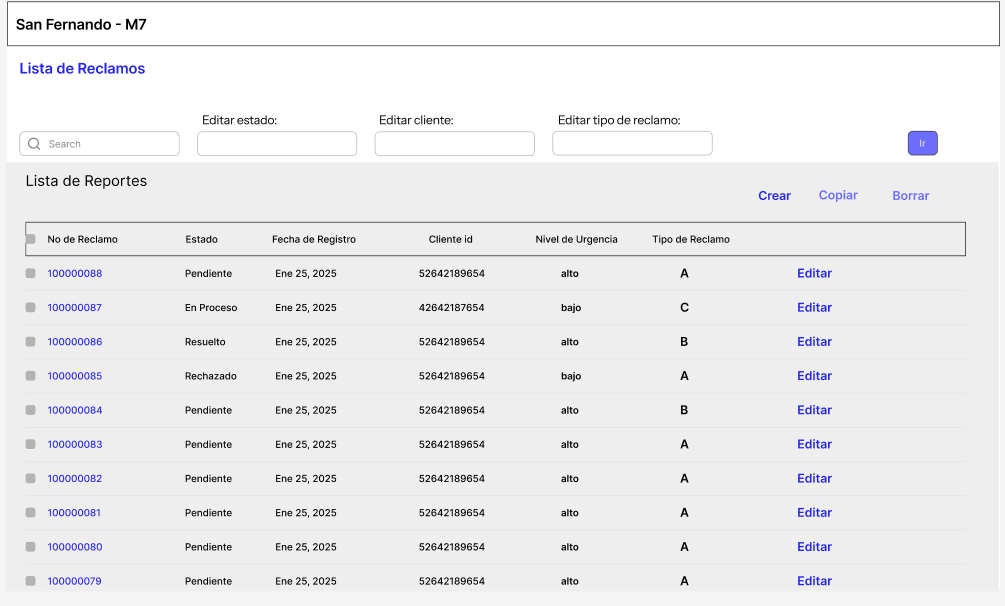 San Fernando - M7
Lista de Reclamos
Editar estado: Editar cliente: Editar tipo de reclamo:
Search Ir
Lista de Reportes
Crear Copiar Borrar
No de Reclamo Estado Fecha de Registro Cliente id Nivel de Urgencia Tipo de Reclamo
100000088 Pendiente Ene 25, 2025 52642189654 alto A Editar
100000087 En Proceso Ene 25, 2025 42642187654 bajo C Editar
100000086 Resuelto Ene 25, 2025 52642189654 alto B Editar
100000085 Rechazado Ene 25, 2025 52642189654 bajo A Editar
100000084 Pendiente Ene 25, 2025 52642189654 alto B Editar
100000083 Pendiente Ene 25, 2025 52642189654 alto A Editar
100000082 Pendiente Ene 25, 2025 52642189654 alto A Editar
100000081 Pendiente Ene 25, 2025 52642189654 alto A Editar
100000080 Pendiente Ene 25, 2025 52642189654 alto A Editar
100000079 Pendiente Ene 25, 2025 52642189654 alto A Editar